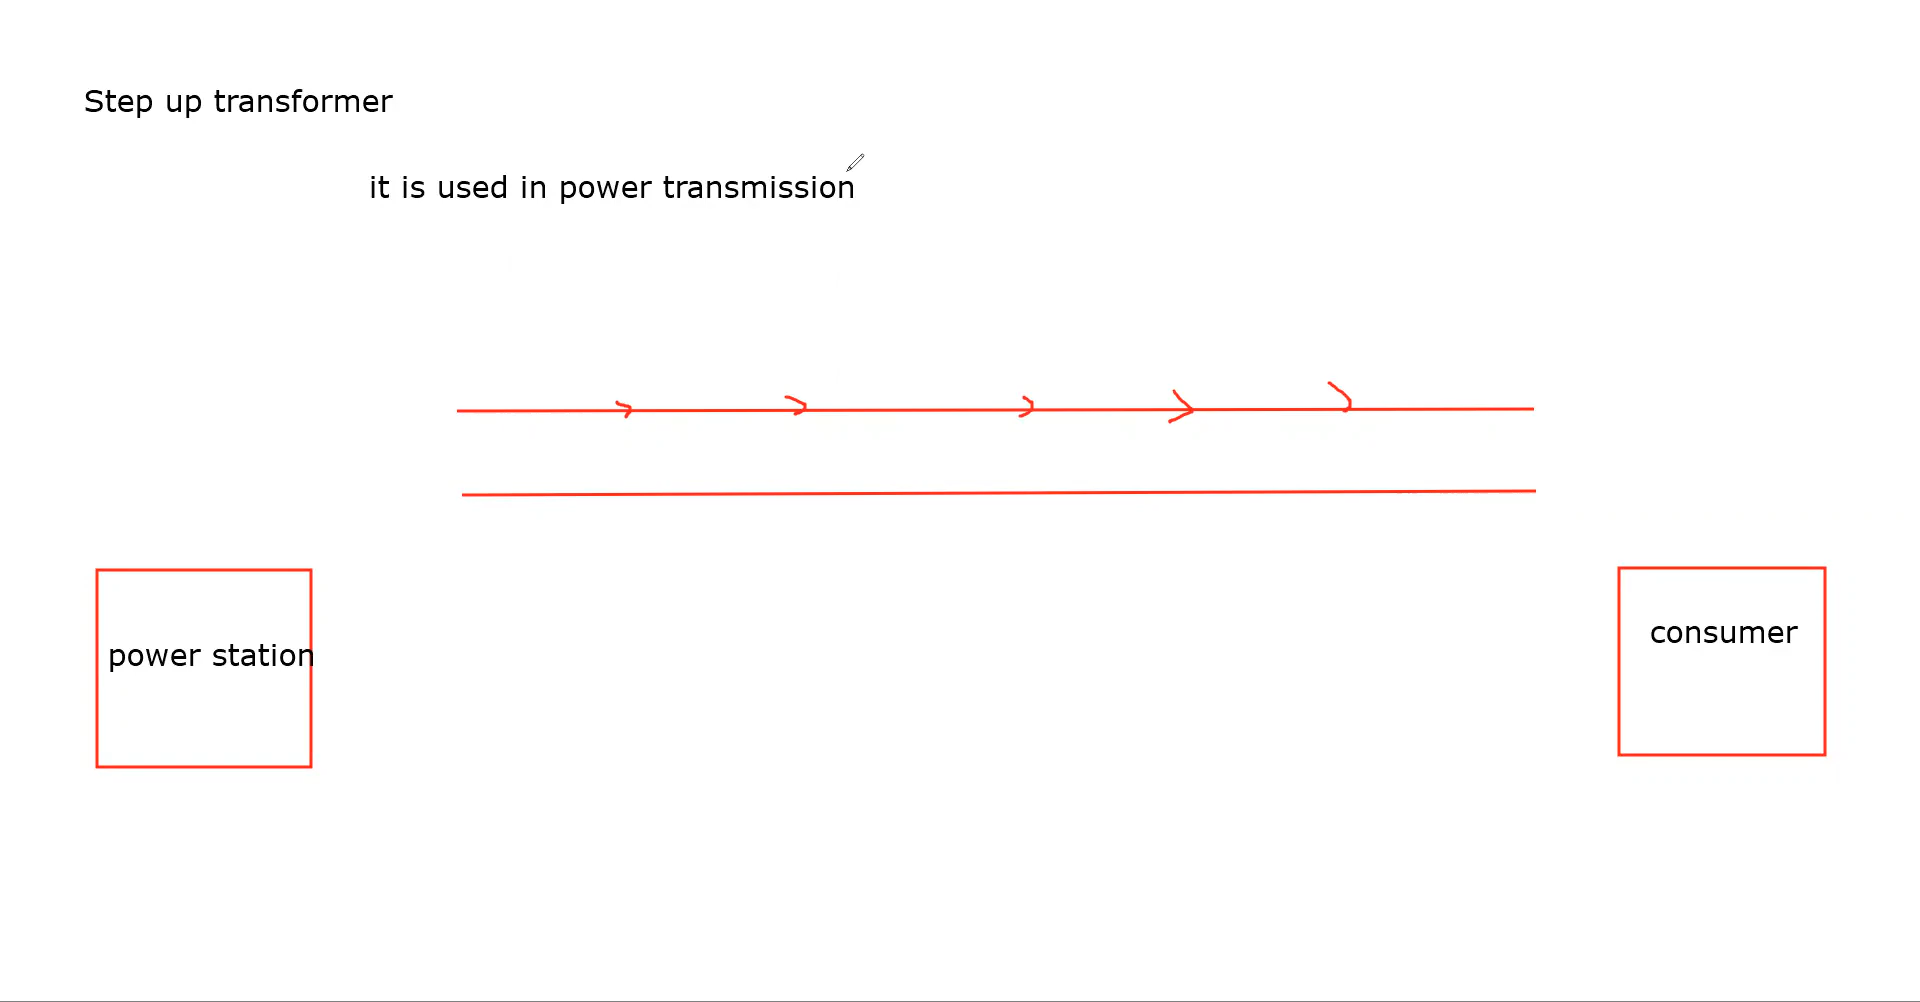 Step up transformer
it is used in power transmission
power station
consumer